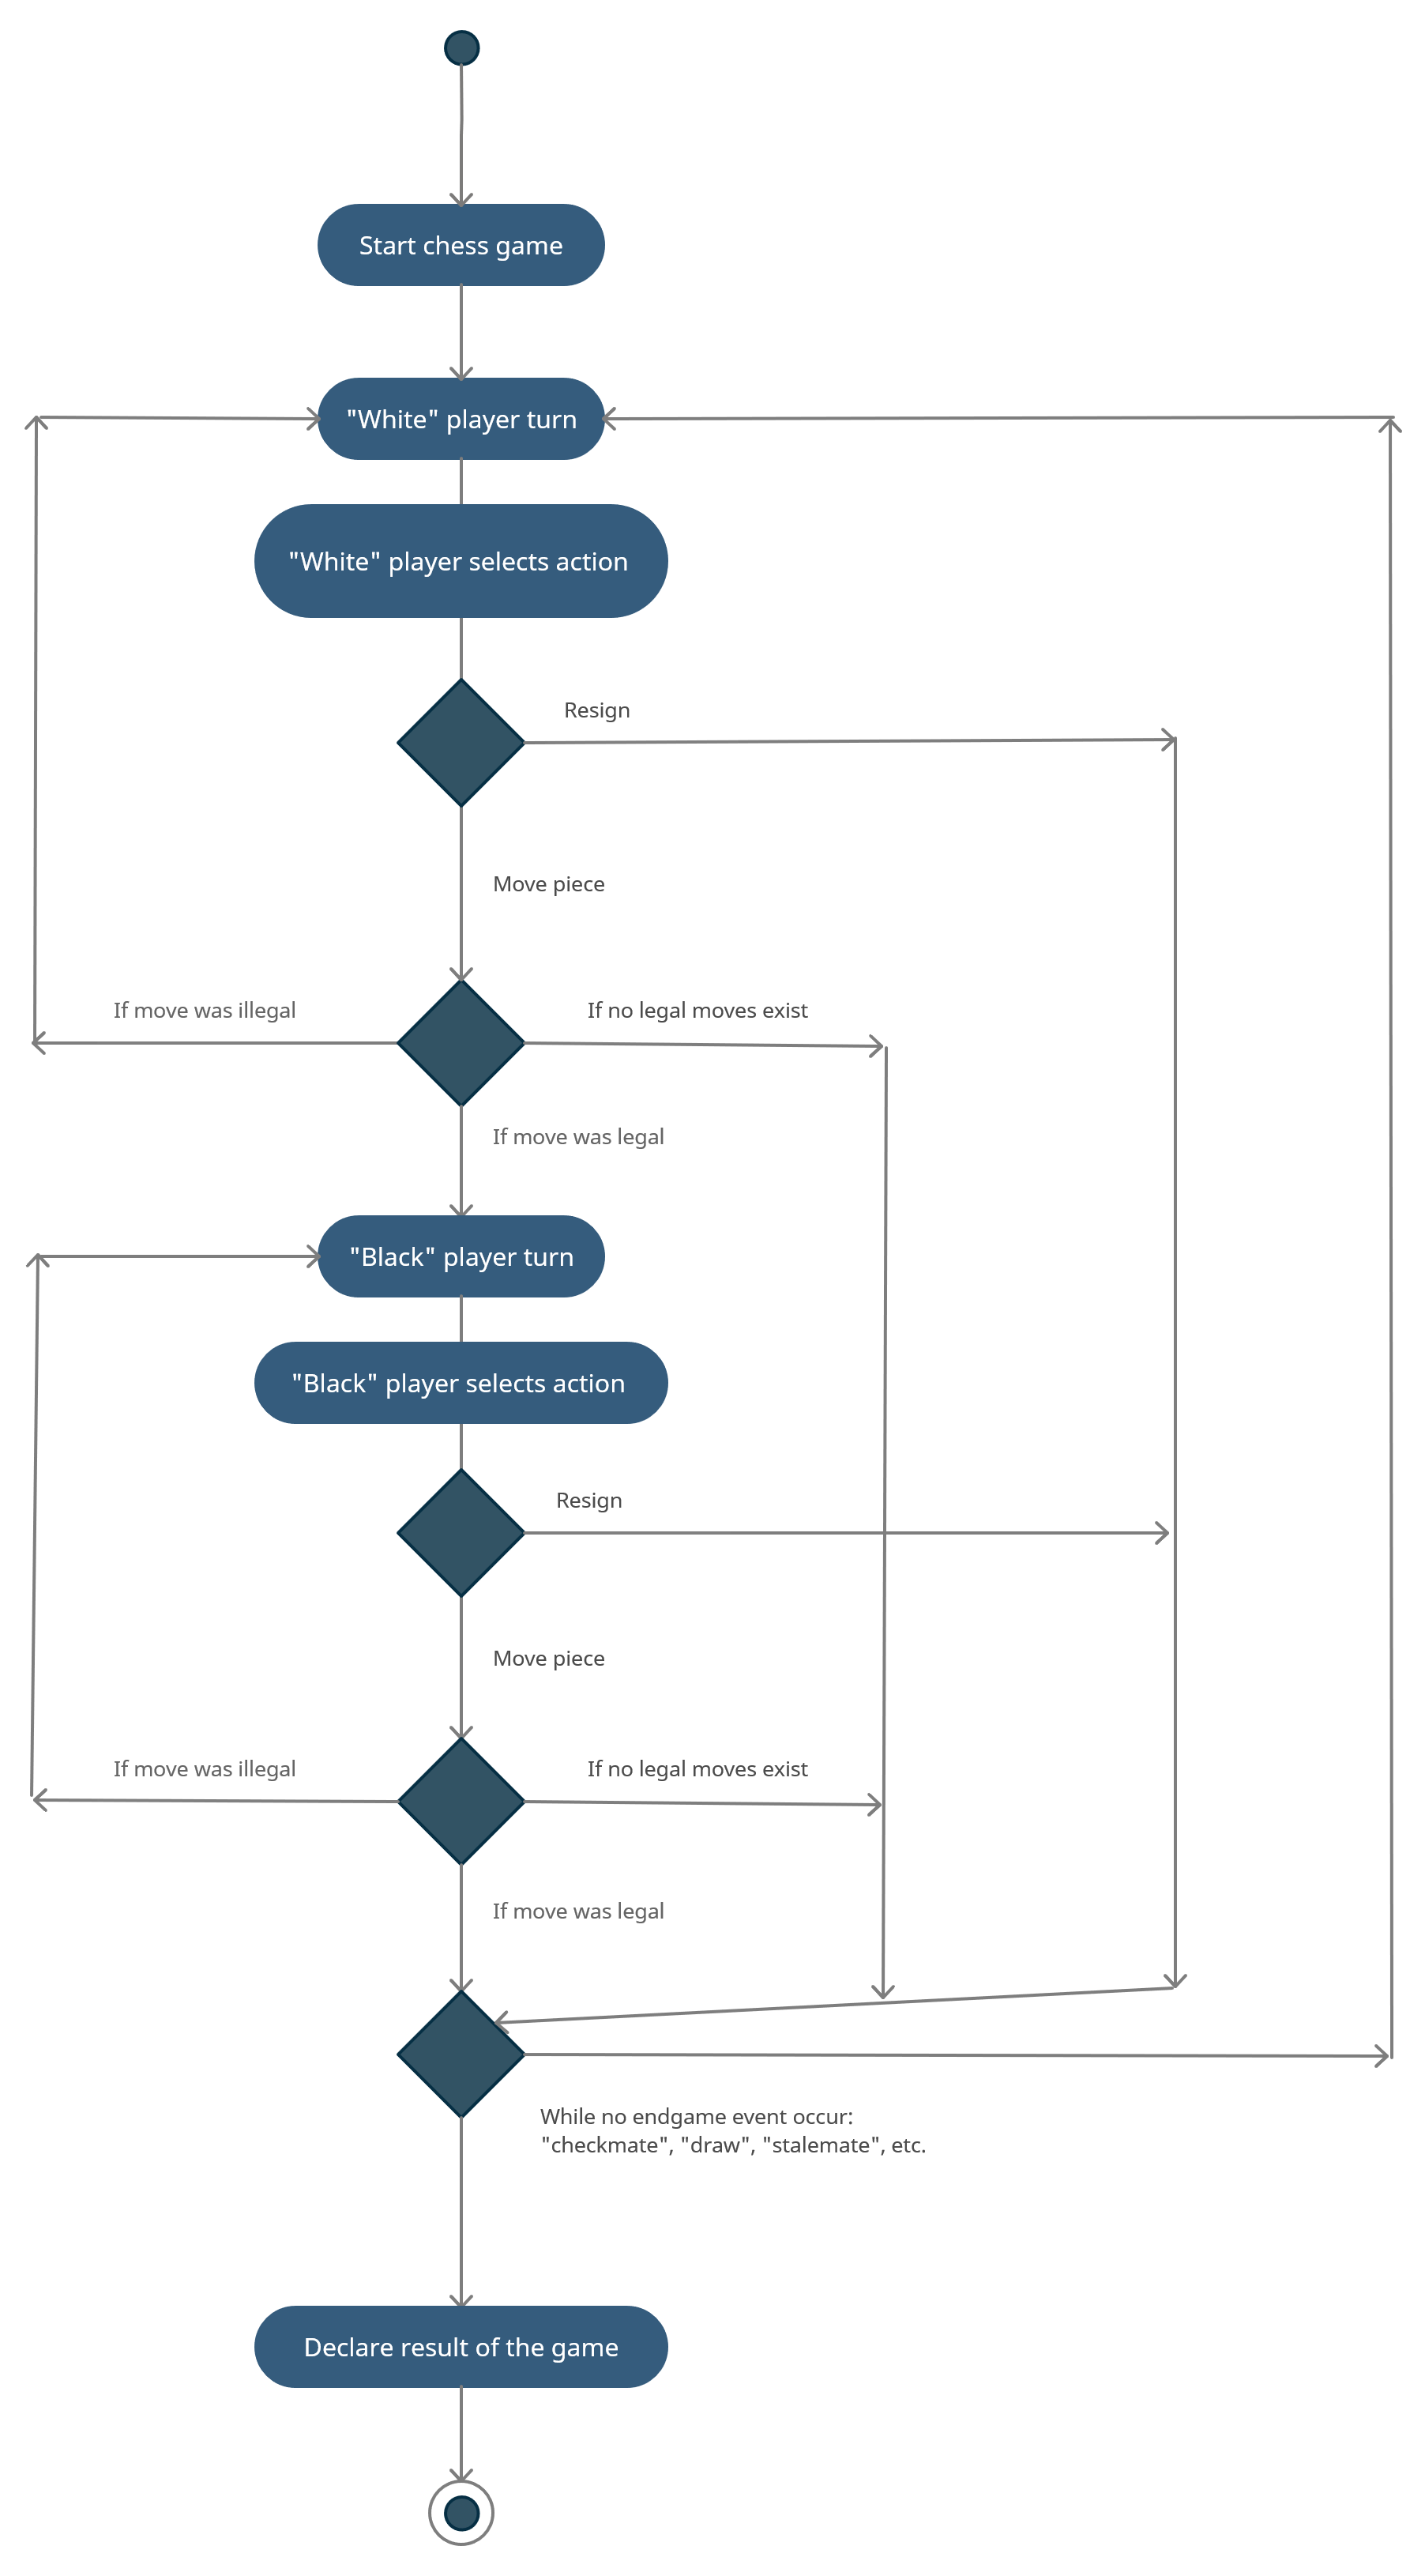 Start chess game
"White" player turn
"White" player selects action
Resign
Move piece
If move was illegal
If no legal moves exist
If move was legal
"Black" player turn
"Black" player selects action
Resign
Move piece
If move was illegal
If no legal moves exist
If move was legal
While no endgame event occur:
"checkmate", "draw", "stalemate", etc.
Declare result of the game